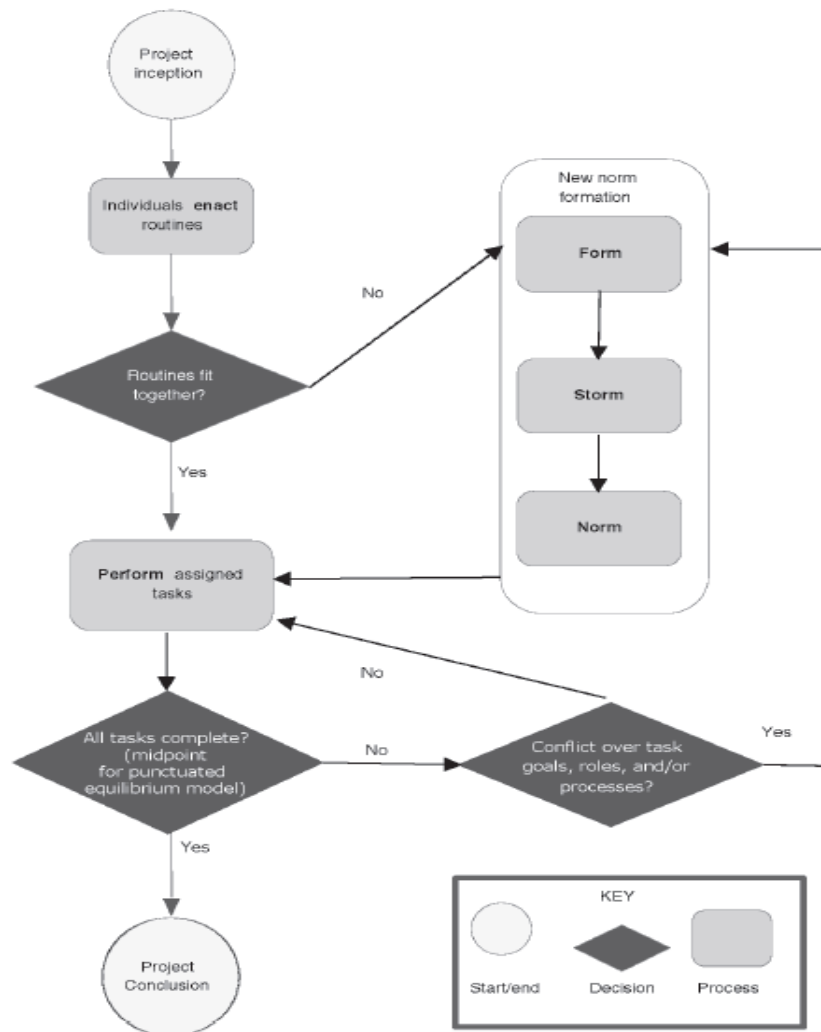 Project
inception
Individuals enact
routines
New norm
formation
Form
No
Routines fit
together?
Storm
Yes
Norm
Perform assigned
tasks
No
All tasks complete?
(midpoint
for punctuated
equilibrium model)
No
Conflict over task
goals, roles, and/or
processes?
Yes
Yes
Project
Conclusion
KEY
Start/end
Decision
Process